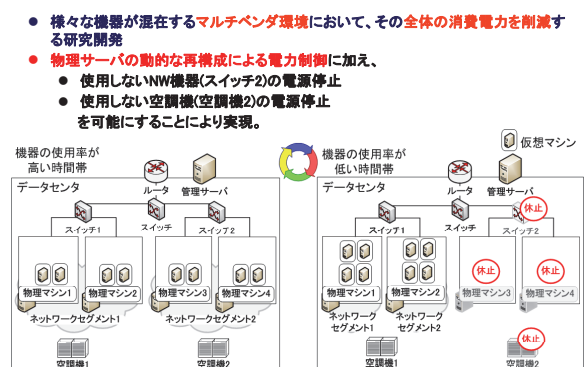 ● 様々な機器が混在するマルチベンダ環境において、その全体の消費電力を削減す
る研究開発
● 物理サーバの動的な再構成による電力制御に加え、
● 使用しないNW機器(スイッチ2)の電源停止
● 使用しない空調機(空調機2)の電源停止
を可能にすることにより実現。
仮想マシン
機器の使用率が
高い時間帯
データセンタ
ルータ
管理サーバ
スイッチ1
スイッチ
スイッチ2
物理マシン1
物理マシン2
物理マシン3
物理マシン4
ネットワークセグメント1
ネットワークセグメント2
空調機1
空調機2
機器の使用率が
低い時間帯
データセンタ
ルータ
管理サーバ
休止
スイッチ1
スイッチ
スイッチ2
休止
休止
物理マシン1
物理マシン2
物理マシン3
物理マシン4
ネットワーク
セグメント1
ネットワーク
セグメント2
休止
空調機1
空調機2